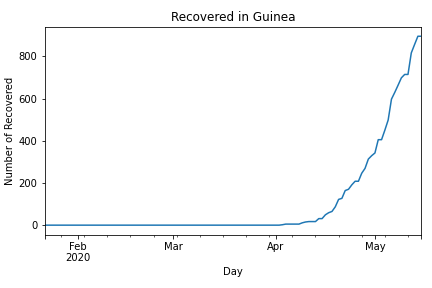 Recovered in Guinea
Number of Recovered
800
600
400
200
0
Feb
2020
Mar
Apr
May
Day